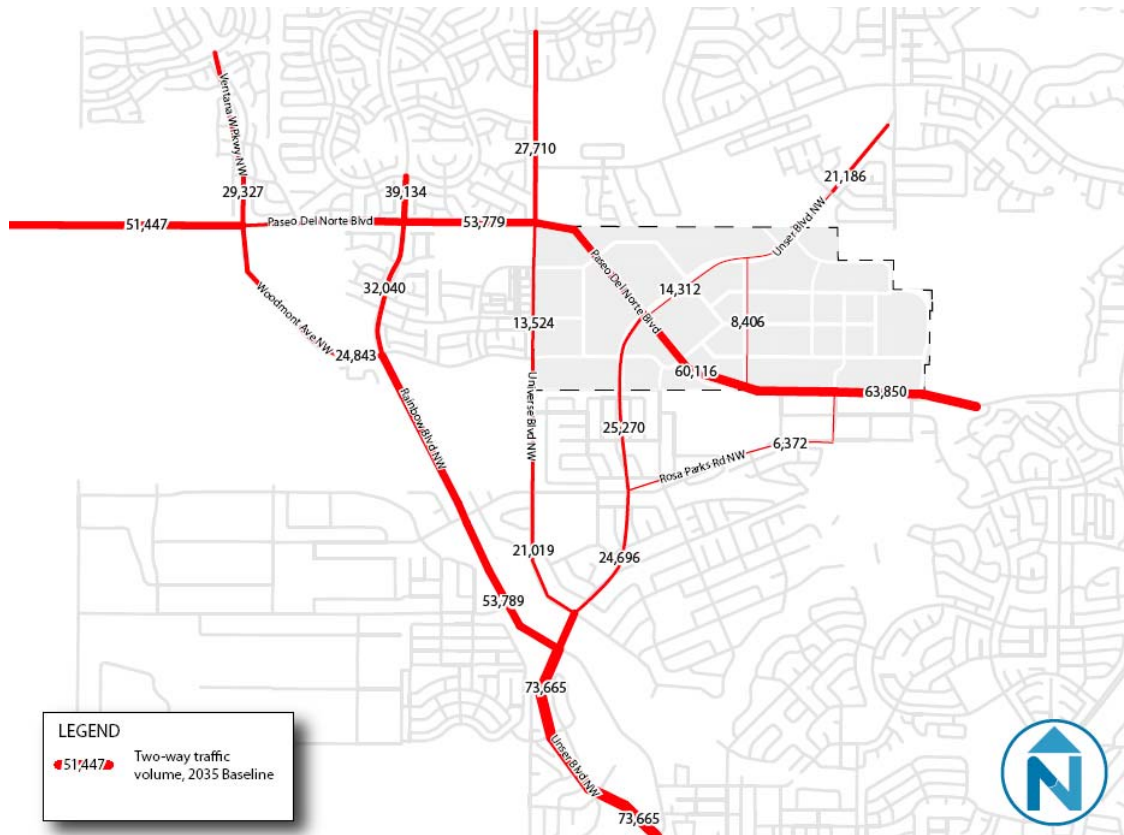 27,710
Ventana W Pkwy NW
21,186
29,327
39,134
51,447
Paseo Del Norte Blvd
53,779
Unser Blvd NW
Paseo Del Norte Blvd
14,312
32,040
Woodmont Ave NW
13,524
8,406
24,843
60,116
63,850
Rainbow Blvd NW
Universe Blvd NW
25,270
6,372
Rosa Parks Rd NW
21,019
24,696
53,789
73,665
Unser Blvd NW
73,665
LEGEND
51,447
Two-way traffic
volume, 2035 Baseline
N